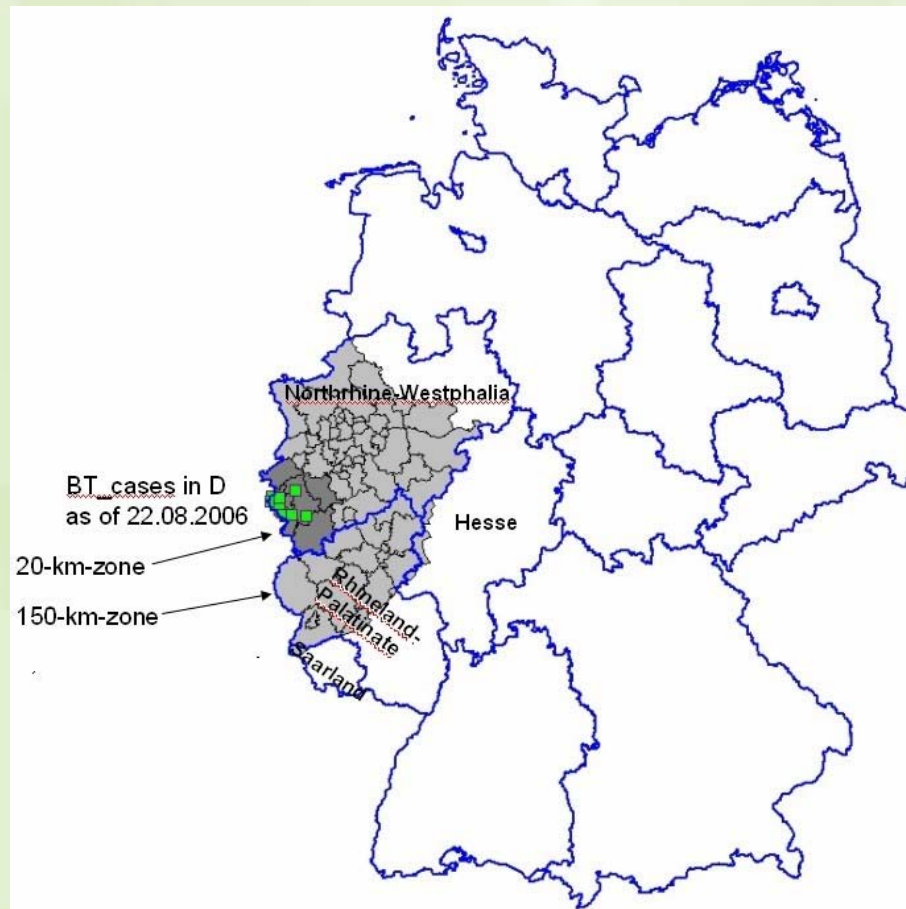 Northrhine-Westphalia
BT_cases in D
as of 22.08.2006
Hesse
20-km-zone
150-km-zone
Rhineland-
Palatinate
Saarland